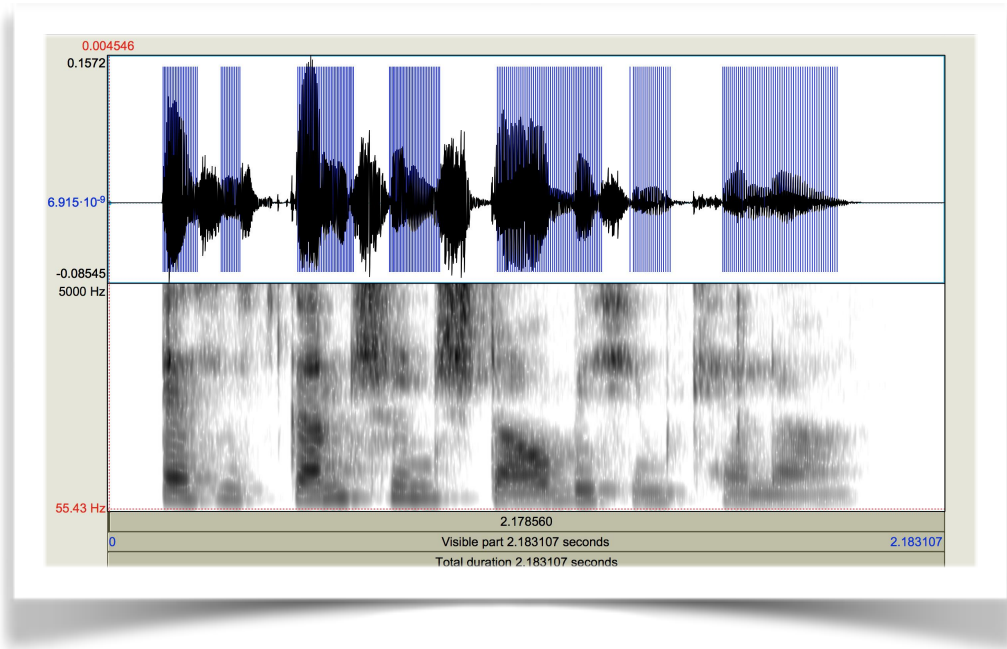 0.004546
0.1572
6.915·10⁻⁹
-0.08545
5000 Hz
55.43 Hz
2.178560
0 Visible part 2.183107 seconds 2.183107
Total duration 2.183107 seconds